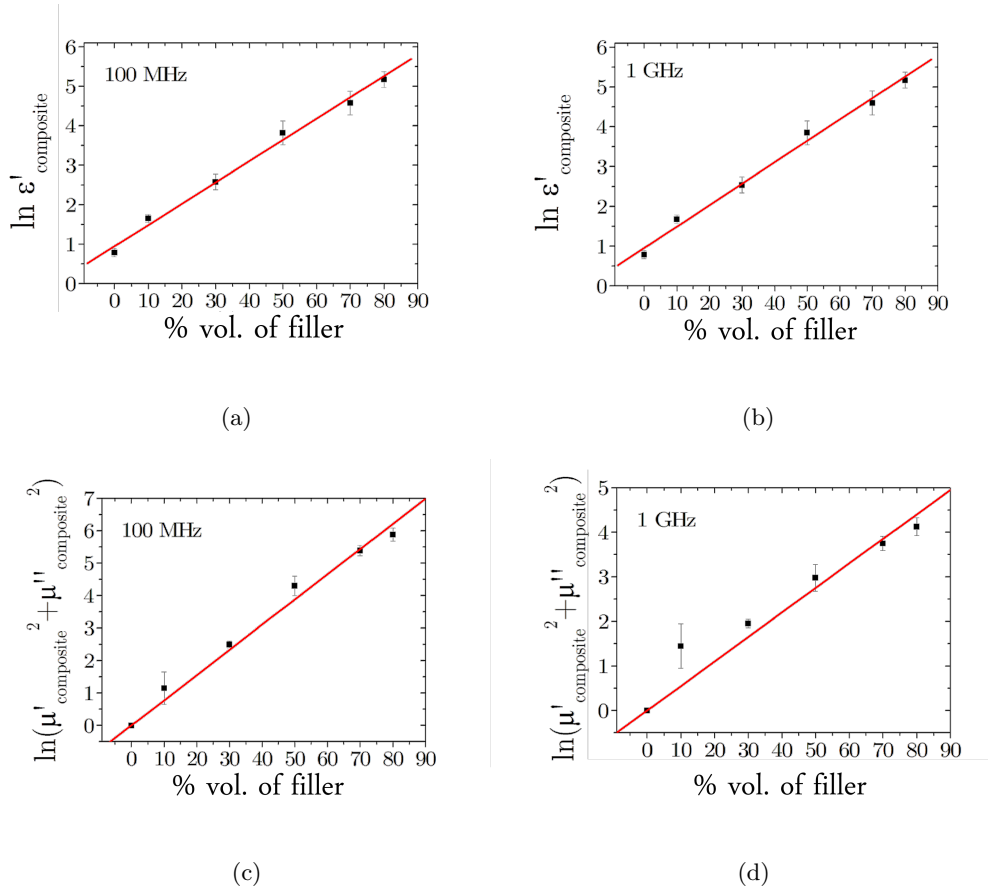 6
5
4
3
2
1
0
100 MHz
ln ε'composite
0 10 20 30 40 50 60 70 80 90
% vol. of filler
(a)
6
5
4
3
2
1
0
1 GHz
ln ε'composite
0 10 20 30 40 50 60 70 80 90
% vol. of filler
(b)
7
6
5
4
3
2
1
0
100 MHz
ln(μ'composite²+μ''composite²)
0 10 20 30 40 50 60 70 80 90
% vol. of filler
(c)
5
4
3
2
1
0
1 GHz
ln(μ'composite²+μ''composite²)
0 10 20 30 40 50 60 70 80 90
% vol. of filler
(d)